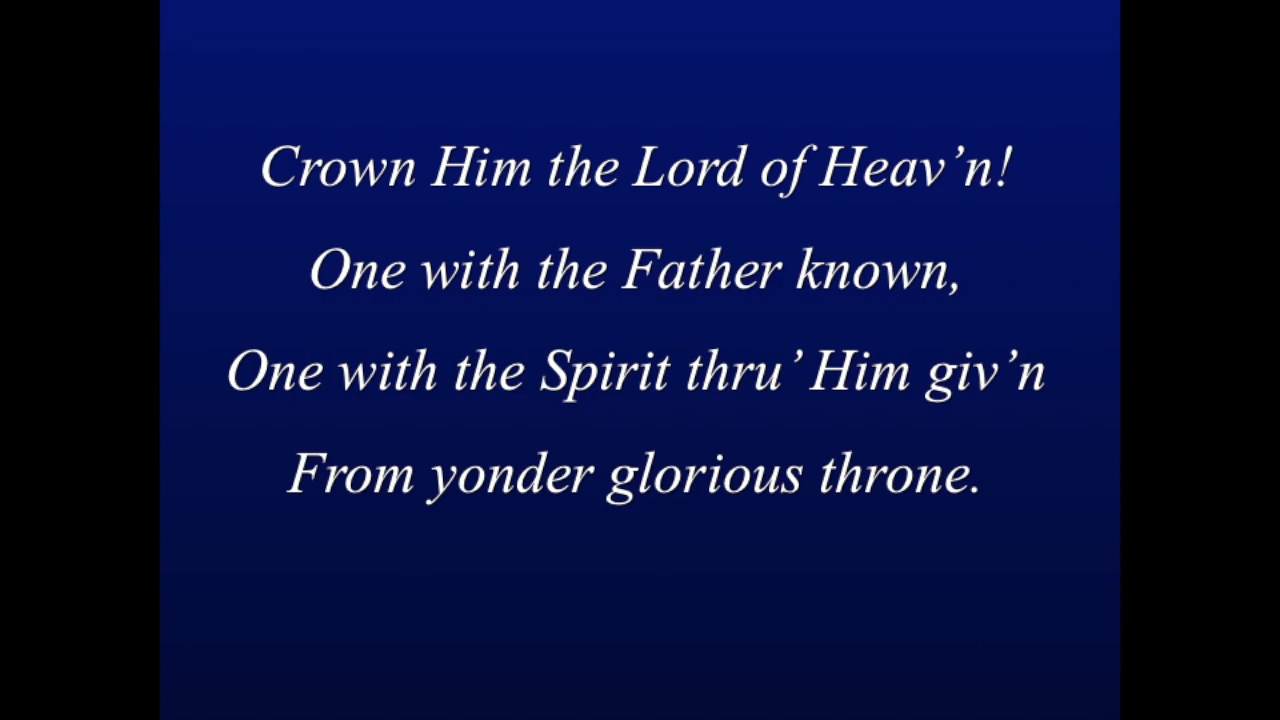 Crown Him the Lord of Heav’n!
One with the Father known,
One with the Spirit thru’ Him giv’n
From yonder glorious throne.